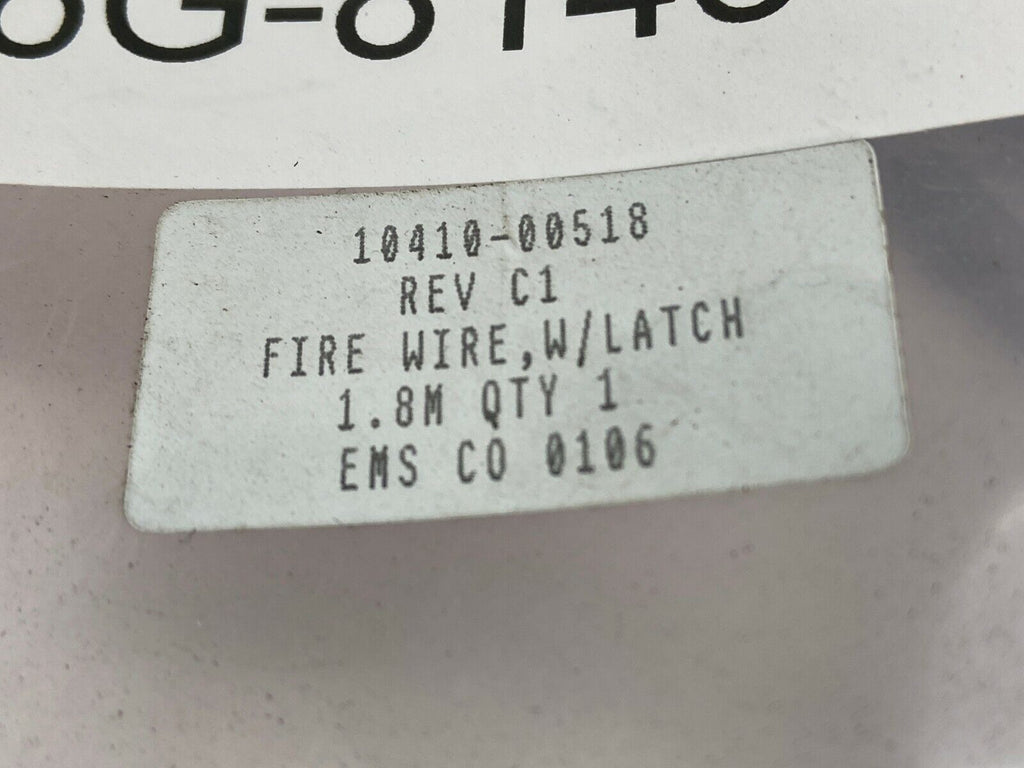 10410-00518
REV C1
FIRE WIRE,W/LATCH
1.8M QTY 1
EMS CO 0106